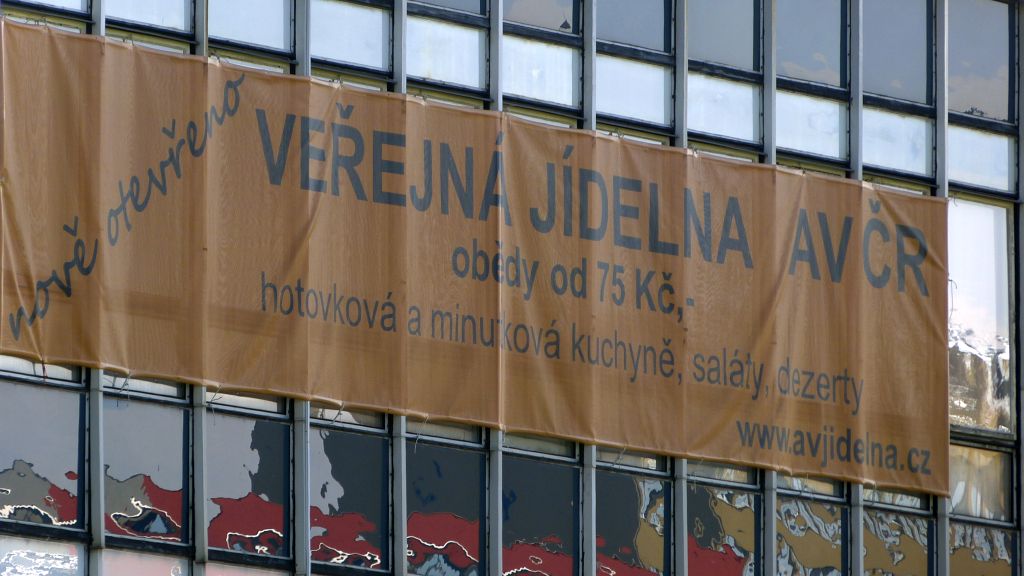 nově otevřeno
VEŘEJNÁ JÍDELNA AV ČR
obědy od 75 Kč,-
hotovková a minutková kuchyně, saláty, dezerty
www.avjidelna.cz